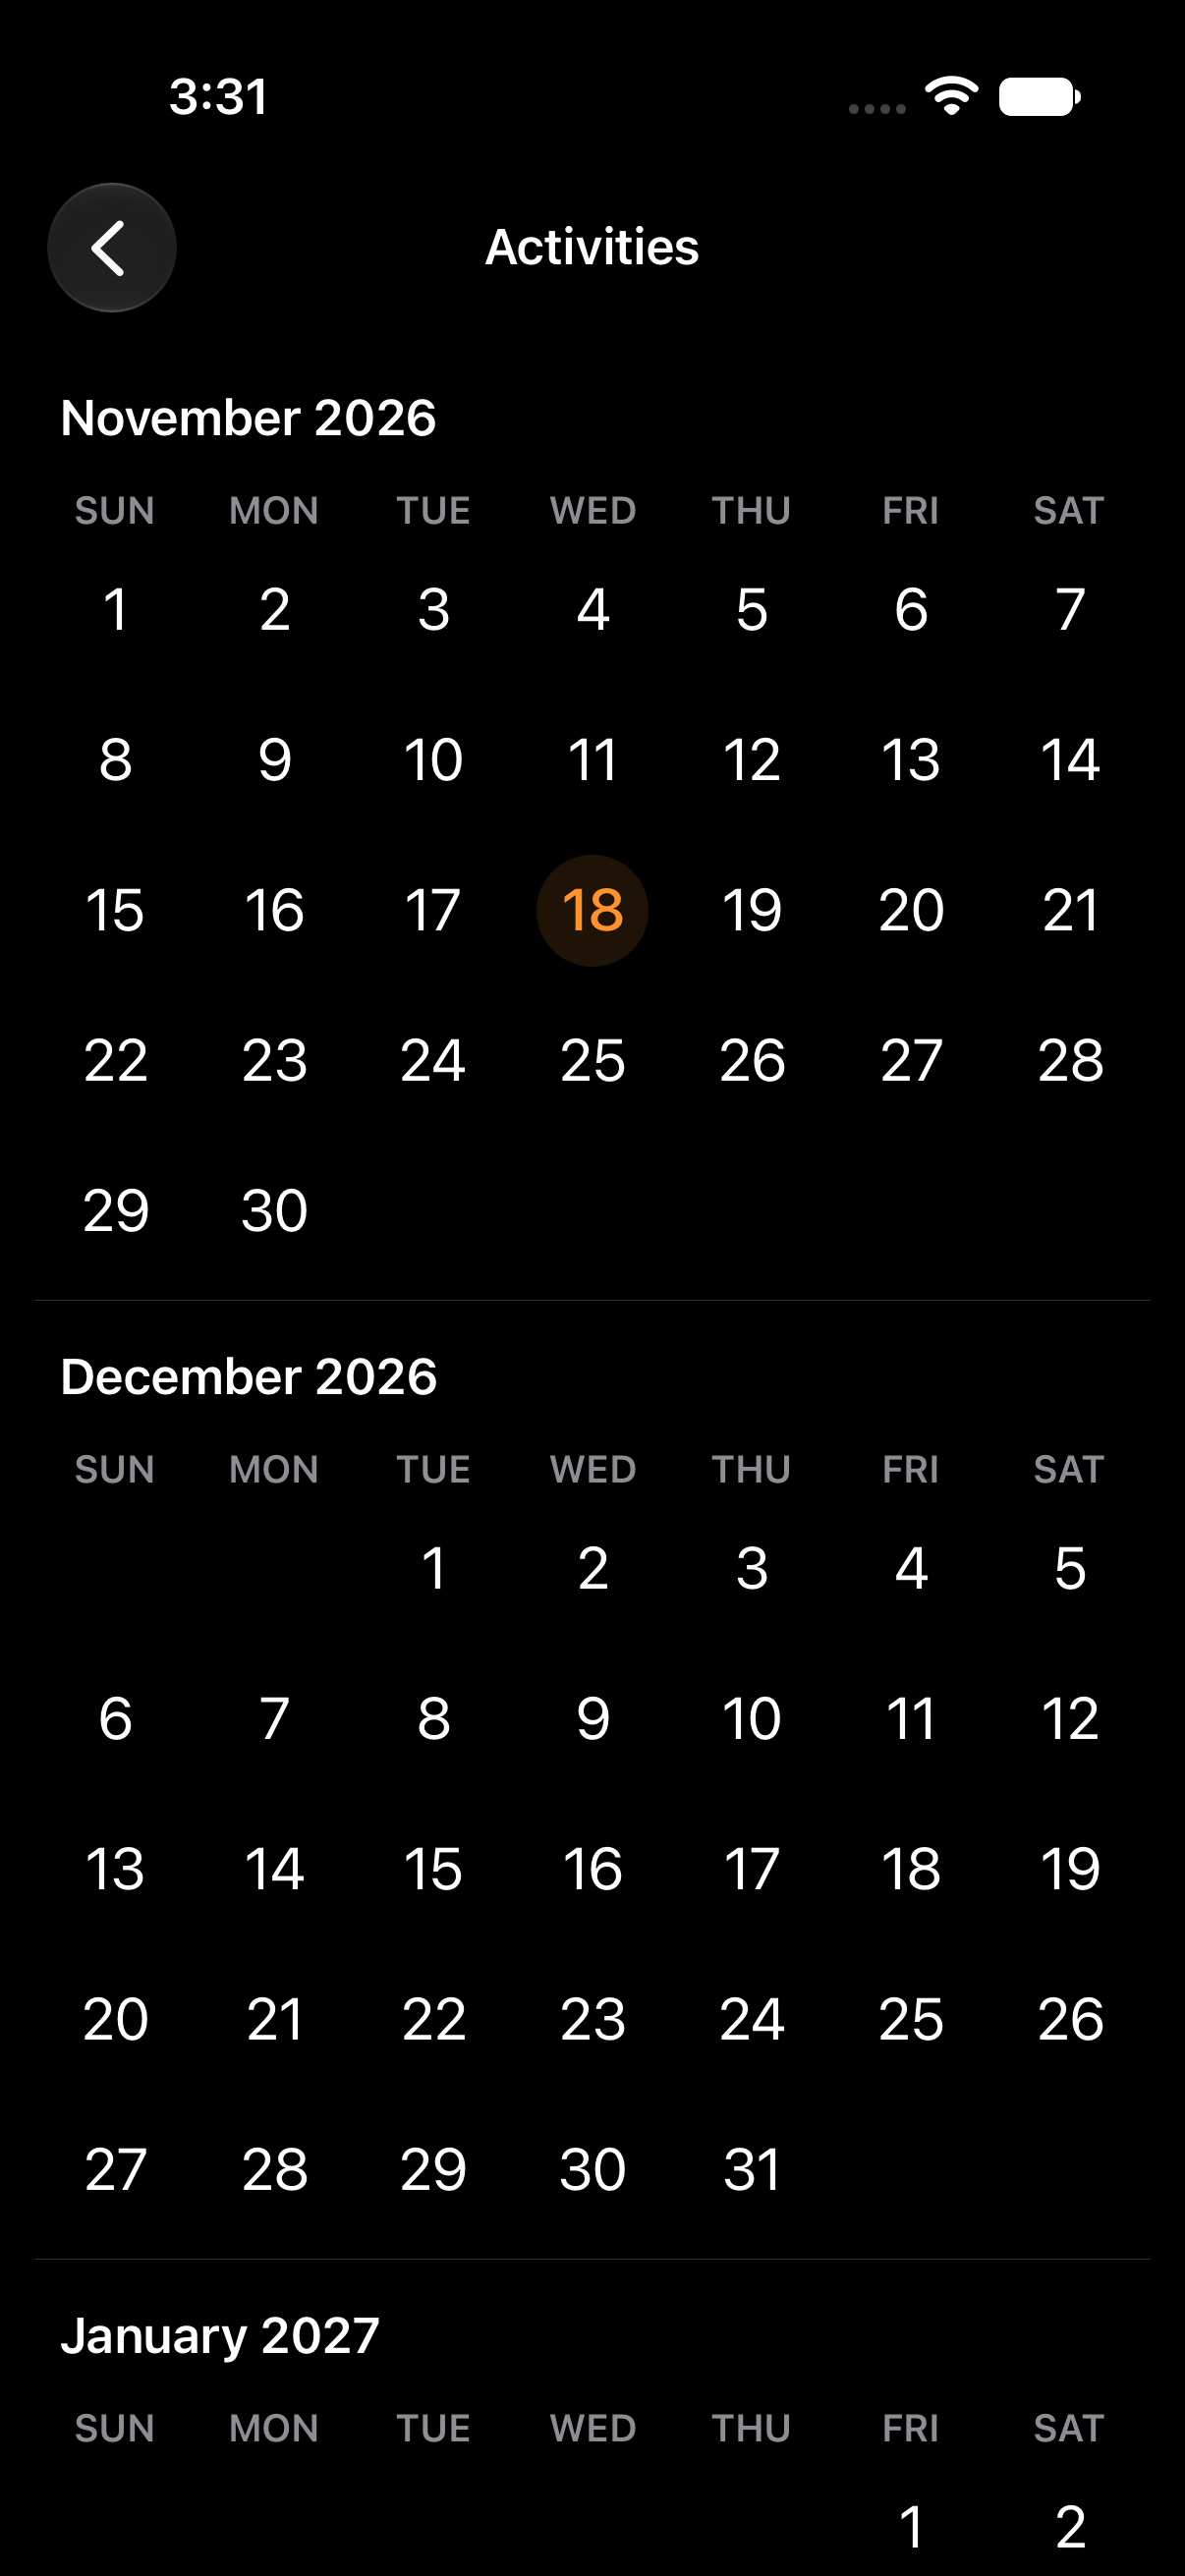 3:31
Activities
November 2026
SUN MON TUE WED THU FRI SAT
1 2 3 4 5 6 7
8 9 10 11 12 13 14
15 16 17 18 19 20 21
22 23 24 25 26 27 28
29 30
December 2026
SUN MON TUE WED THU FRI SAT
1 2 3 4 5
6 7 8 9 10 11 12
13 14 15 16 17 18 19
20 21 22 23 24 25 26
27 28 29 30 31
January 2027
SUN MON TUE WED THU FRI SAT
1 2